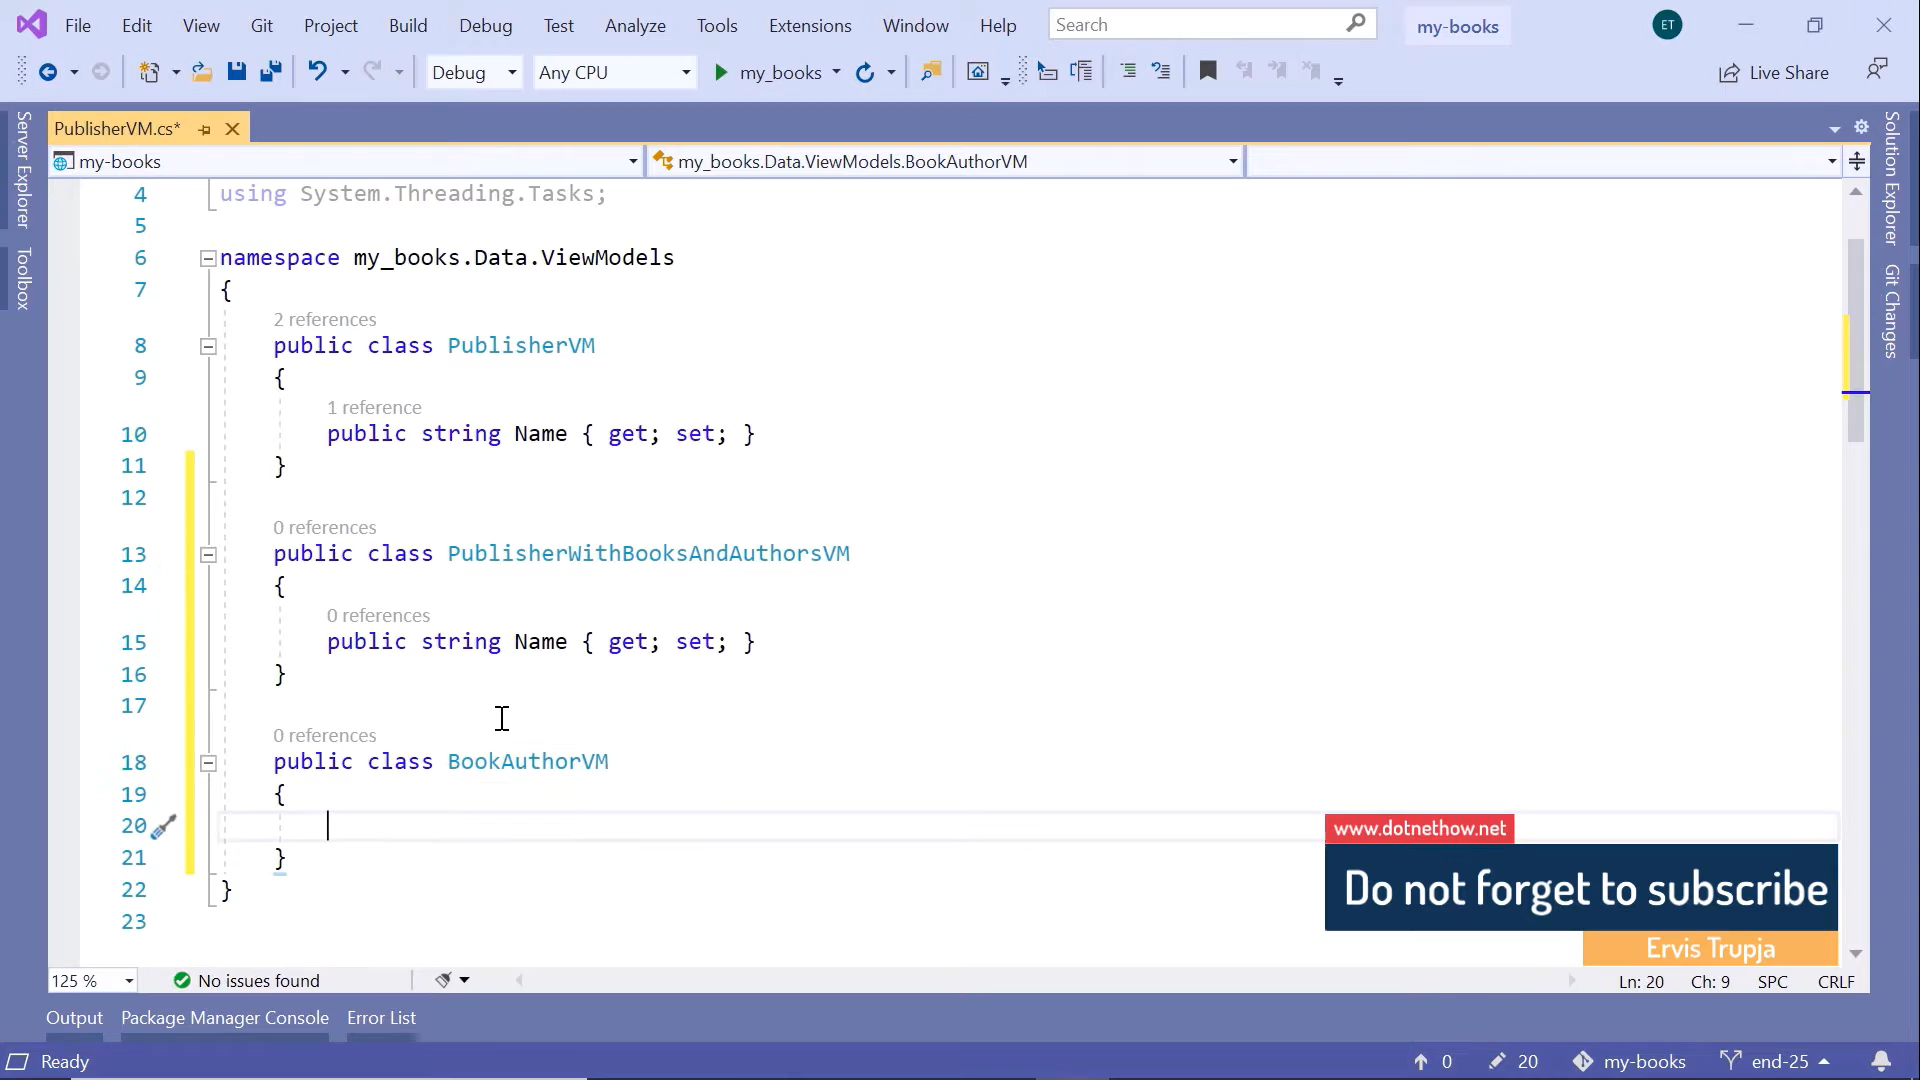 File Edit View Git Project Build Debug Test Analyze Tools Extensions Window Help Search my-books ET
Debug Any CPU my_books Live Share
Server Explorer
Toolbox
Solution Explorer
Git Changes
PublisherVM.cs*
my-books my_books.Data.ViewModels.BookAuthorVM
4 using System.Threading.Tasks;
5
6 namespace my_books.Data.ViewModels
7 {
2 references
8 public class PublisherVM
9 {
1 reference
10 public string Name { get; set; }
11 }
12
0 references
13 public class PublisherWithBooksAndAuthorsVM
14 {
0 references
15 public string Name { get; set; }
16 }
17
0 references
18 public class BookAuthorVM
19 {
20
21 }
22 }
23
www.dotnethow.net
Do not forget to subscribe
Ervis Trupja
125 % No issues found Ln: 20 Ch: 9 SPC CRLF
Output Package Manager Console Error List
Ready 0 20 my-books end-25